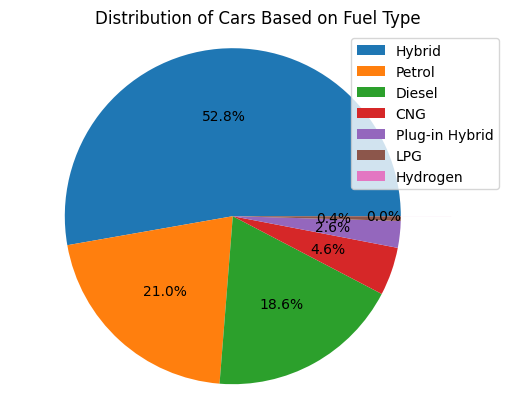 Distribution of Cars Based on Fuel Type
Hybrid
Petrol
Diesel
CNG
Plug-in Hybrid
LPG
Hydrogen
52.8%
21.0%
18.6%
4.6%
2.6%
0.4%
0.0%